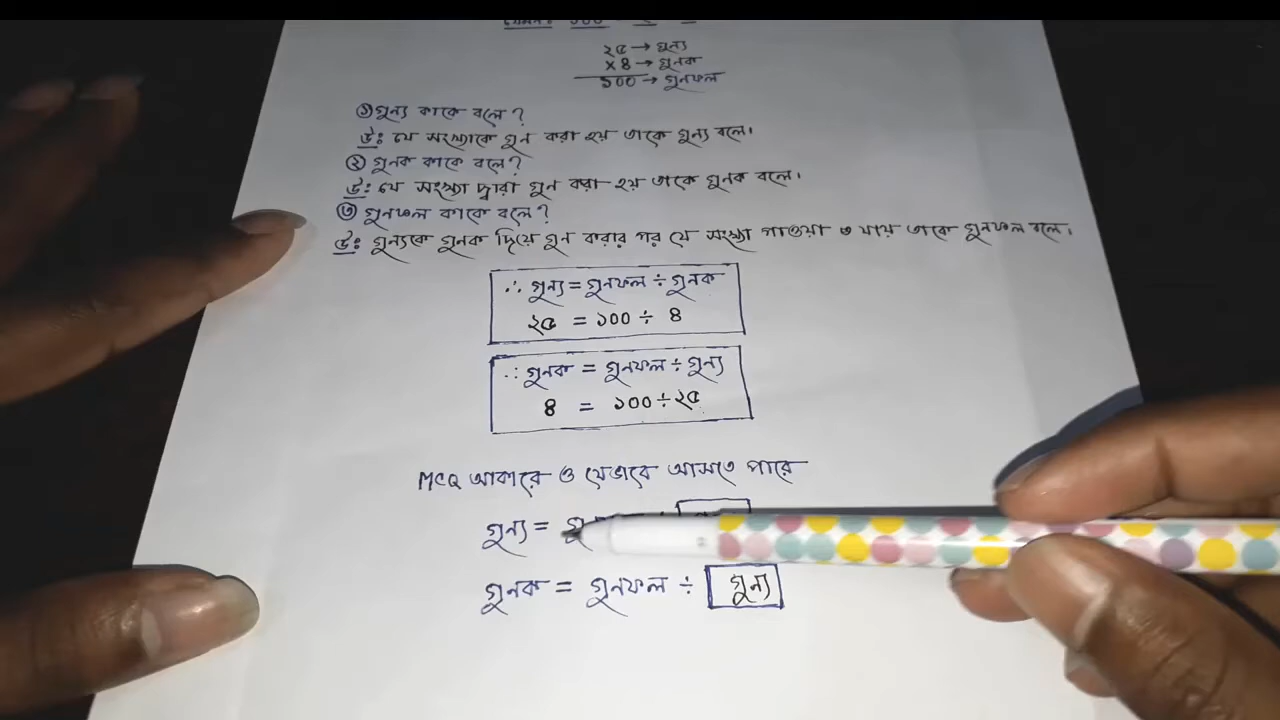 ২৫ → গুন্য
× 8 → গুনক
১০০ → গুনফল
① গুন্য কাকে বলে?
উঃ যে সংখ্যাকে গুন করা হয় তাকে গুন্য বলে।
② গুনক কাকে বলে?
উঃ যে সংখ্যা দ্বারা গুন করা হয় তাকে গুনক বলে।
③ গুনফল কাকে বলে?
উঃ গুন্যকে গুনক দিয়ে গুন করার পর যে সংখ্যা পাওয়া যায় তাকে গুনফল বলে।
∴ গুন্য = গুনফল ÷ গুনক
২৫ = ১০০ ÷ ৪
∴ গুনক = গুনফল ÷ গুন্য
৪ = ১০০ ÷ ২৫
MCQ আকারে ও যেভাবে আসতে পারে
গুন্য =
গুনক = গুনফল ÷ গুন্য